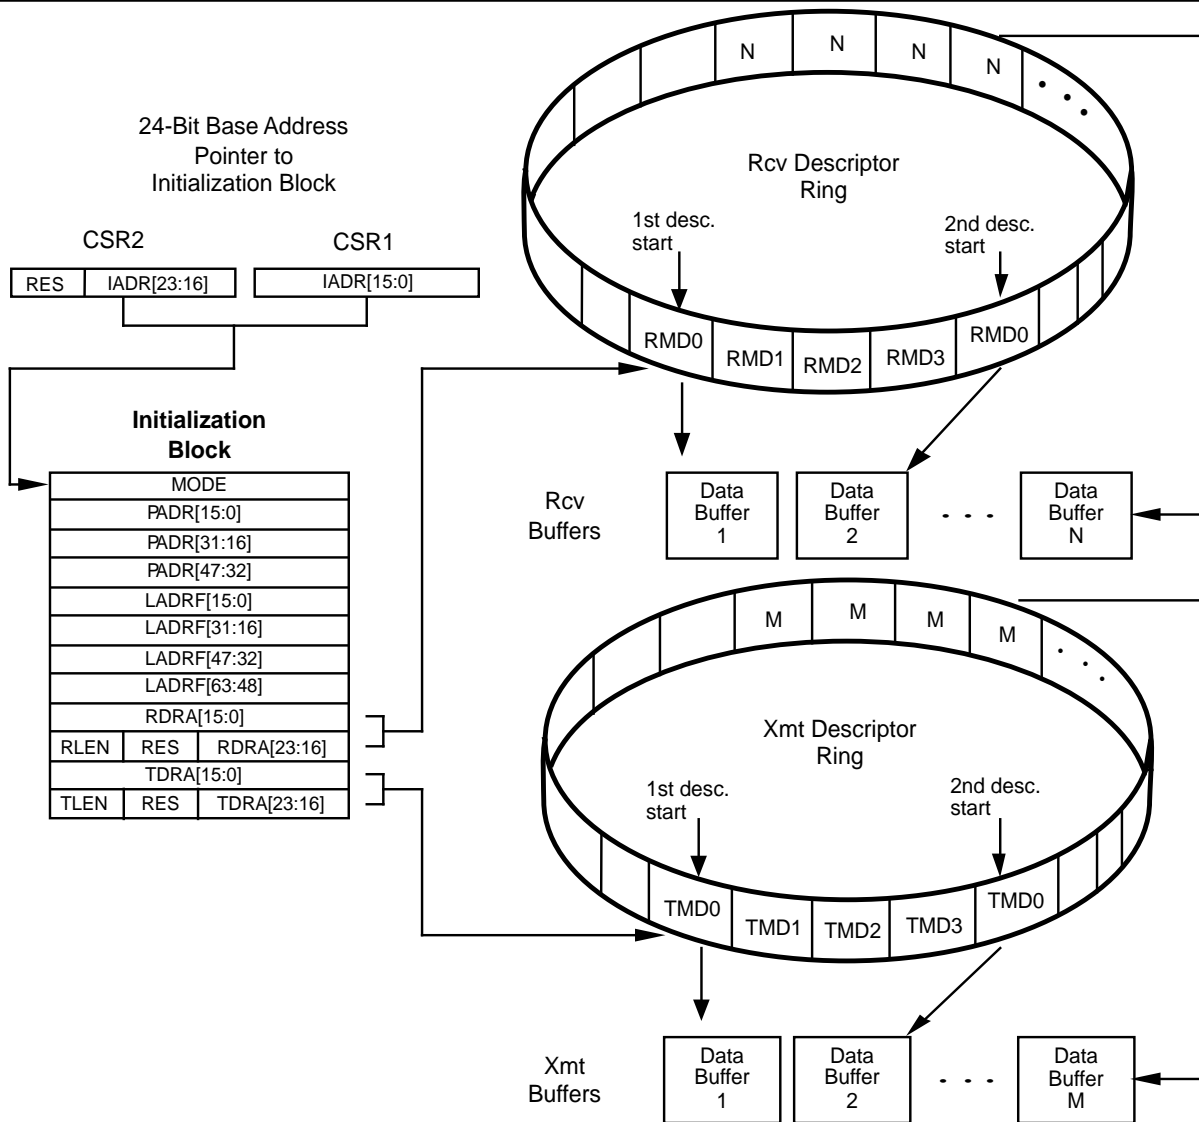 N N N N
24-Bit Base Address
Pointer to
Initialization Block
Rcv Descriptor
Ring
1st desc.
start
2nd desc.
start
CSR2 CSR1
RES IADR[23:16] IADR[15:0]
RMD0 RMD1 RMD2 RMD3 RMD0
Initialization
Block
MODE
PADR[15:0]
PADR[31:16]
PADR[47:32]
LADRF[15:0]
LADRF[31:16]
LADRF[47:32]
LADRF[63:48]
RDRA[15:0]
RLEN RES RDRA[23:16]
TDRA[15:0]
TLEN RES TDRA[23:16]
Rcv
Buffers
Data
Buffer
1
Data
Buffer
2
. . .
Data
Buffer
N
M M M M
Xmt Descriptor
Ring
1st desc.
start
2nd desc.
start
TMD0 TMD1 TMD2 TMD3 TMD0
Xmt
Buffers
Data
Buffer
1
Data
Buffer
2
. . .
Data
Buffer
M